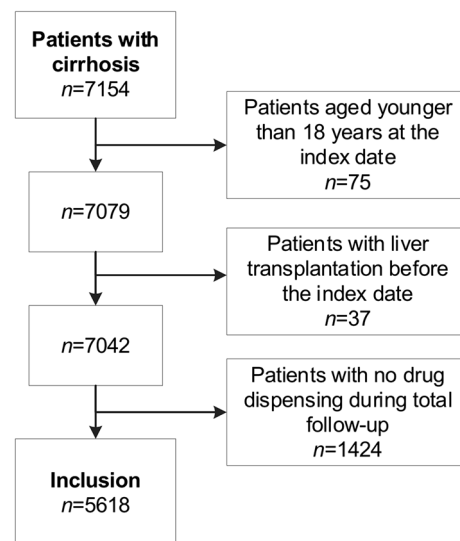 Patients with
cirrhosis
n=7154
Patients aged younger
than 18 years at the
index date
n=75
n=7079
Patients with liver
transplantation before
the index date
n=37
n=7042
Patients with no drug
dispensing during total
follow-up
n=1424
Inclusion
n=5618